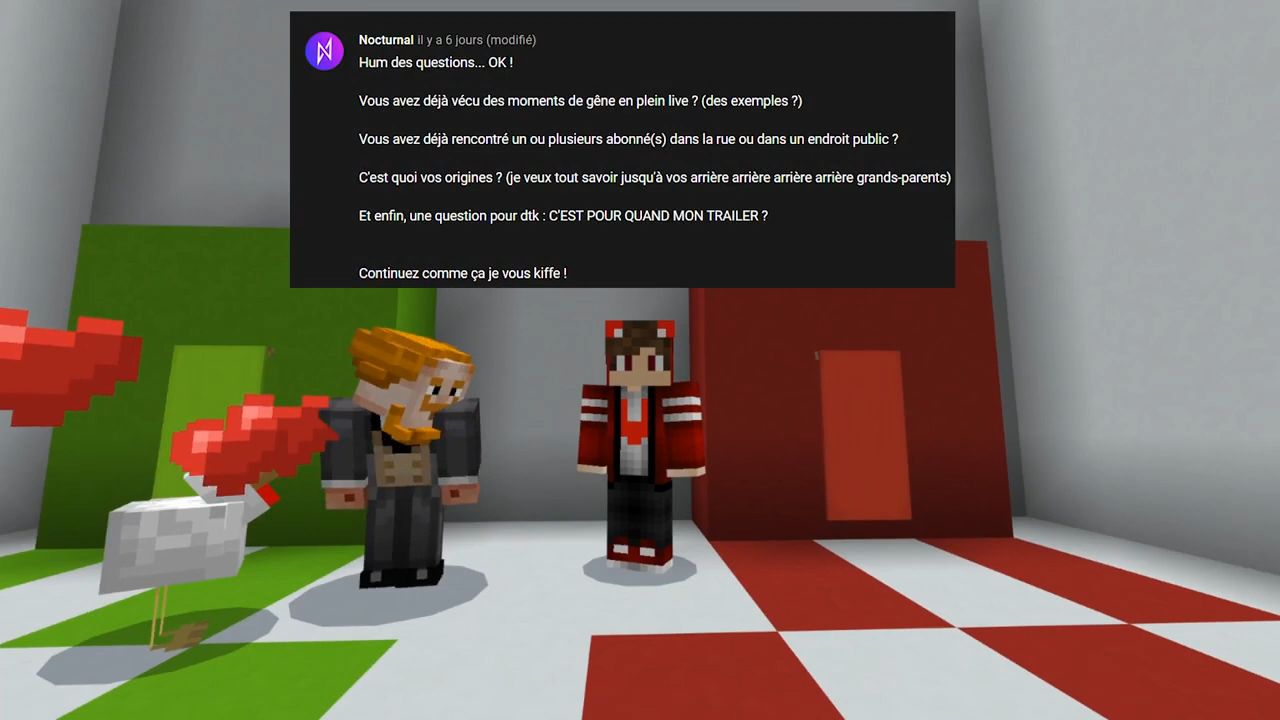 Nocturnal il y a 6 jours (modifié)
Hum des questions... OK !
Vous avez déjà vécu des moments de gêne en plein live ? (des exemples ?)
Vous avez déjà rencontré un ou plusieurs abonné(s) dans la rue ou dans un endroit public ?
C'est quoi vos origines ? (je veux tout savoir jusqu'à vos arrière arrière arrière arrière grands-parents)
Et enfin, une question pour dtk : C'EST POUR QUAND MON TRAILER ?
Continuez comme ça je vous kiffe !